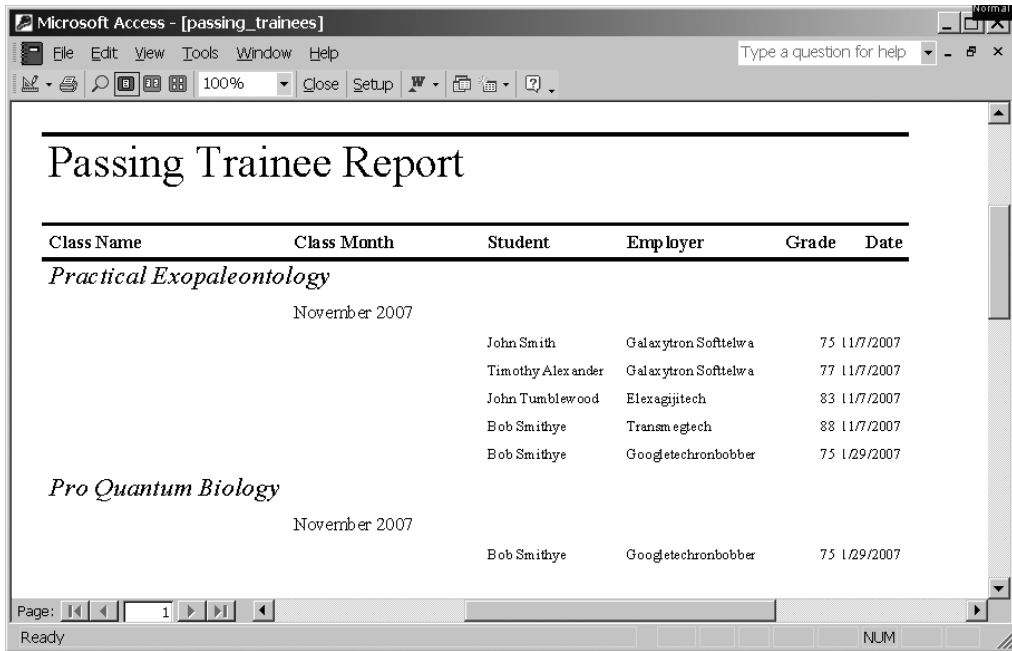 Normal
Microsoft Access - [passing_trainees]
File Edit View Tools Window Help Type a question for help
100% Close Setup
Passing Trainee Report
Class Name Class Month Student Employer Grade Date
Practical Exopaleontology
November 2007
John Smith Galaxytron Softtelwa 75 11/7/2007
Timothy Alexander Galaxytron Softtelwa 77 11/7/2007
John Tumblewood Elexagijitech 83 11/7/2007
Bob Smithye Transmegtech 88 11/7/2007
Bob Smithye Googletechronbobber 75 1/29/2007
Pro Quantum Biology
November 2007
Bob Smithye Googletechronbobber 75 1/29/2007
Page: 1
Ready NUM